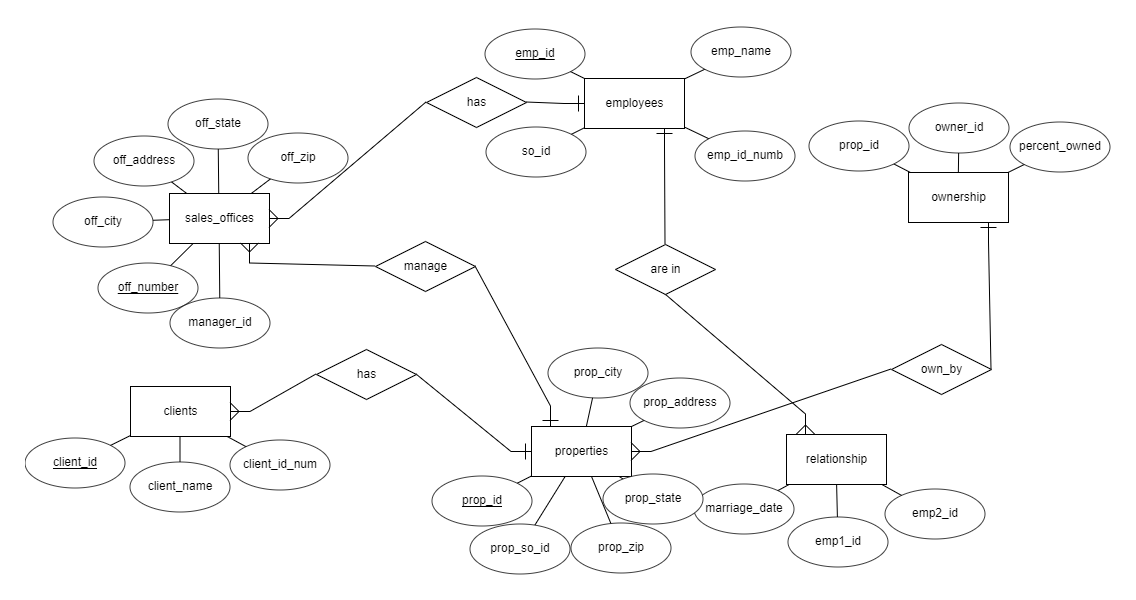 emp_id
emp_name
has
employees
off_state
so_id
emp_id_numb
off_address
off_zip
prop_id
owner_id
percent_owned
ownership
off_city
sales_offices
manage
are in
off_number
manager_id
has
own_by
prop_city
prop_address
clients
properties
relationship
client_id
client_name
client_id_num
prop_id
prop_state
marriage_date
emp2_id
prop_so_id
prop_zip
emp1_id